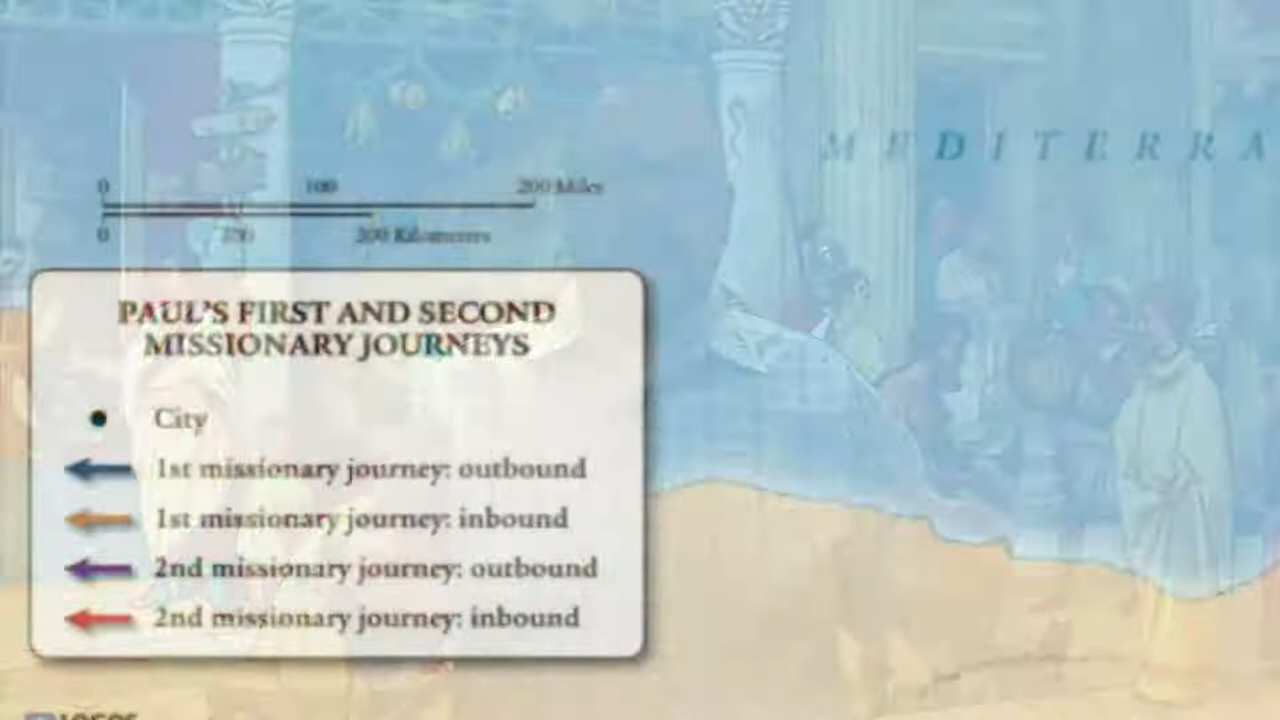 MEDITERRA
0 100 200 Miles
0 200 Kilometers
PAUL'S FIRST AND SECOND
MISSIONARY JOURNEYS
City
1st missionary journey: outbound
1st missionary journey: inbound
2nd missionary journey: outbound
2nd missionary journey: inbound
LOGOS